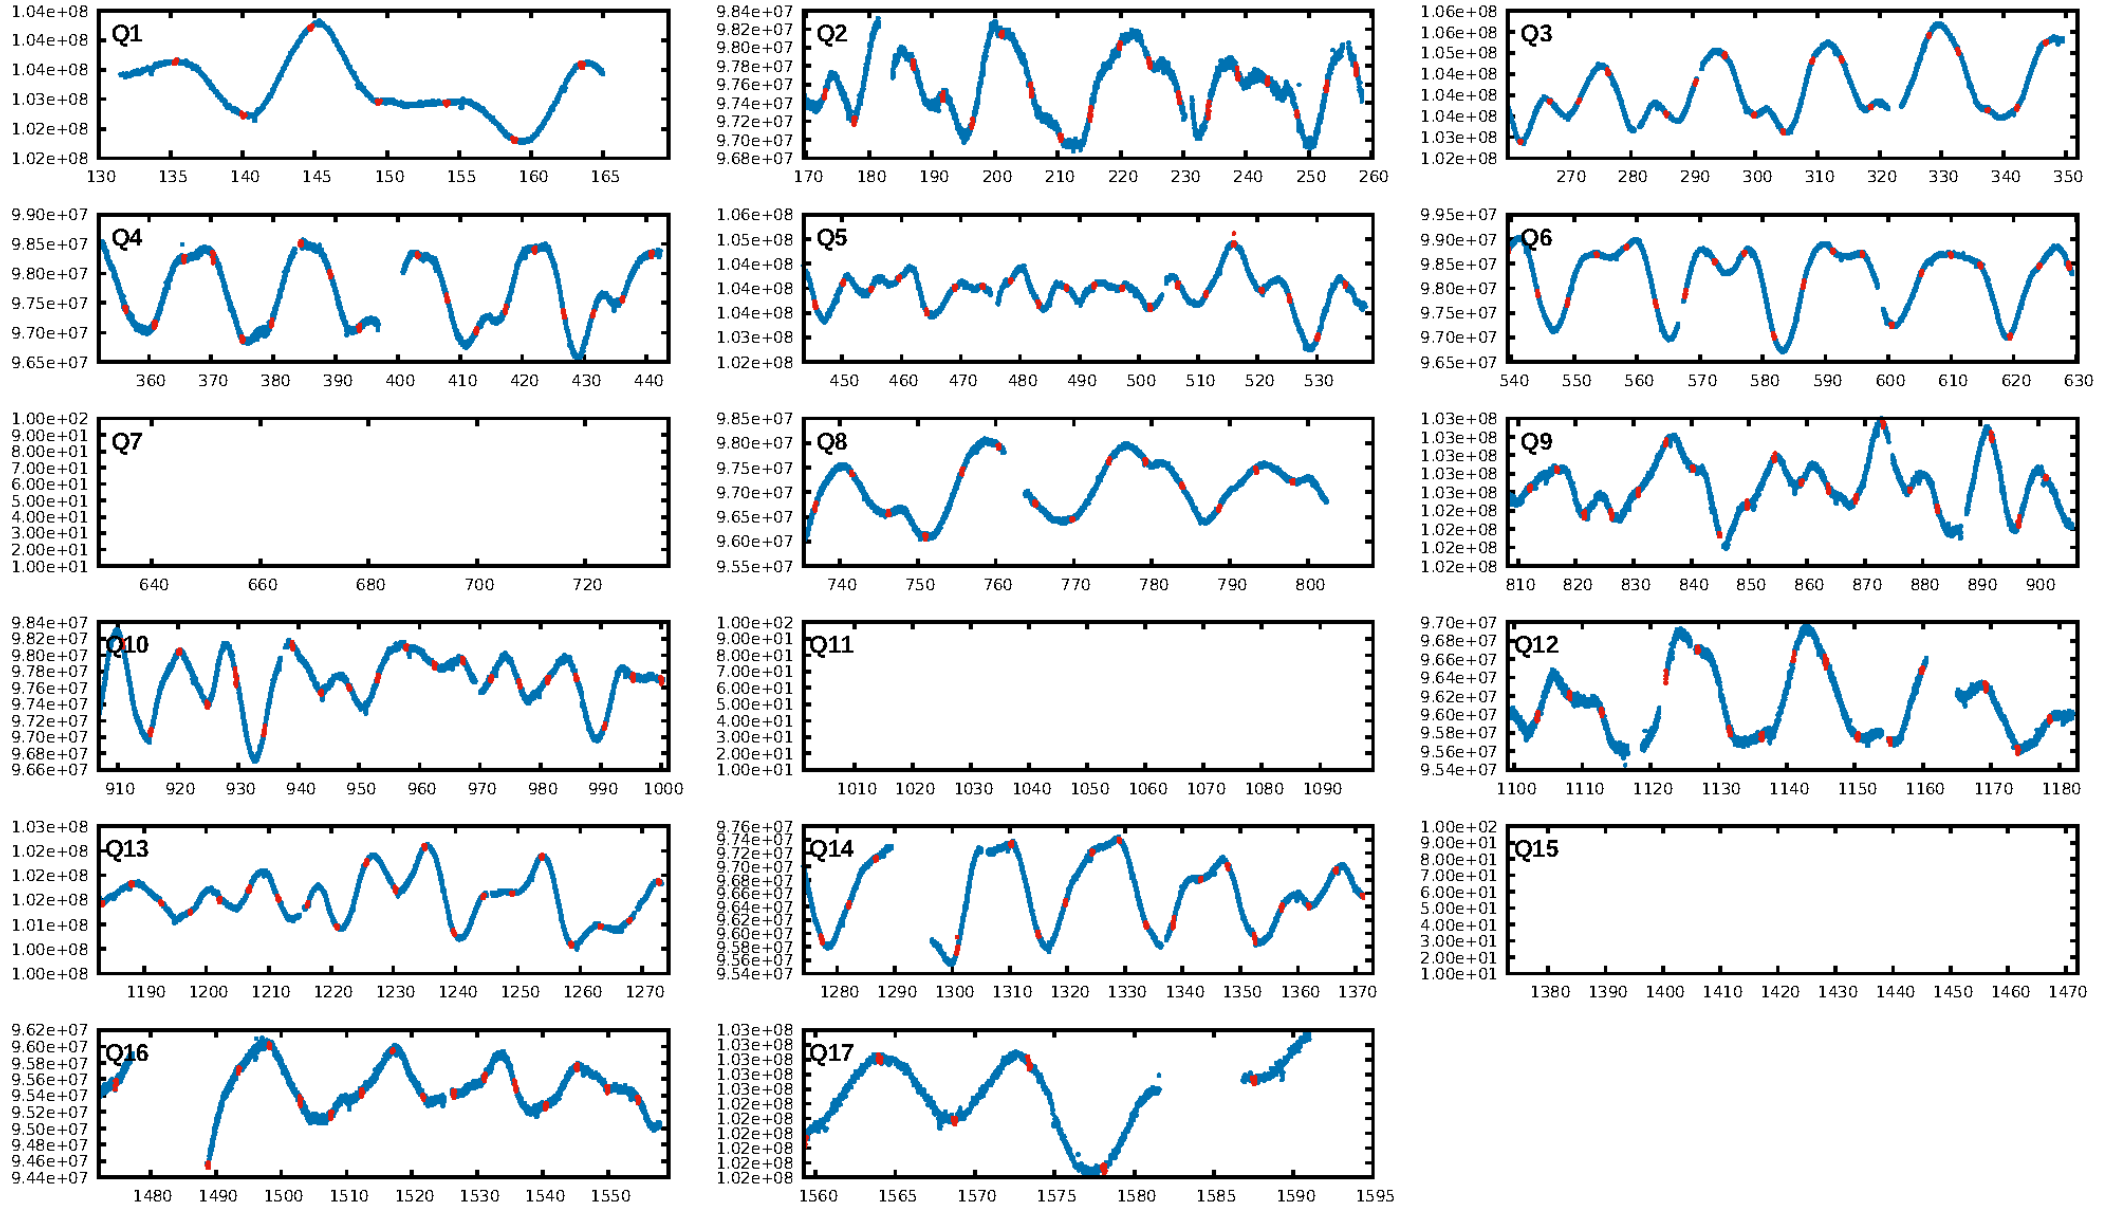 1.04e+08
1.04e+08
1.04e+08
1.03e+08
1.02e+08
1.02e+08
Q1
130 135 140 145 150 155 160 165
9.84e+07
9.82e+07
9.80e+07
9.78e+07
9.76e+07
9.74e+07
9.72e+07
9.70e+07
9.68e+07
Q2
170 180 190 200 210 220 230 240 250 260
1.06e+08
1.06e+08
1.05e+08
1.04e+08
1.04e+08
1.03e+08
1.02e+08
Q3
270 280 290 300 310 320 330 340 350
9.90e+07
9.85e+07
9.80e+07
9.75e+07
9.70e+07
9.65e+07
Q4
360 370 380 390 400 410 420 430 440
1.06e+08
1.05e+08
1.04e+08
1.04e+08
1.04e+08
1.03e+08
1.02e+08
Q5
450 460 470 480 490 500 510 520 530
9.95e+07
9.90e+07
9.85e+07
9.80e+07
9.75e+07
9.70e+07
9.65e+07
Q6
540 550 560 570 580 590 600 610 620 630
1.00e+02
9.00e+01
8.00e+01
7.00e+01
6.00e+01
5.00e+01
4.00e+01
3.00e+01
2.00e+01
1.00e+01
Q7
640 660 680 700 720
9.85e+07
9.80e+07
9.75e+07
9.70e+07
9.65e+07
9.60e+07
9.55e+07
Q8
740 750 760 770 780 790 800
1.03e+08
1.03e+08
1.03e+08
1.03e+08
1.03e+08
1.02e+08
1.02e+08
1.02e+08
1.02e+08
Q9
810 820 830 840 850 860 870 880 890 900
9.84e+07
9.82e+07
9.80e+07
9.78e+07
9.76e+07
9.74e+07
9.72e+07
9.70e+07
9.68e+07
9.66e+07
Q10
910 920 930 940 950 960 970 980 990 1000
1.00e+02
9.00e+01
8.00e+01
7.00e+01
6.00e+01
5.00e+01
4.00e+01
3.00e+01
2.00e+01
1.00e+01
Q11
1010 1020 1030 1040 1050 1060 1070 1080 1090
9.70e+07
9.68e+07
9.66e+07
9.64e+07
9.62e+07
9.60e+07
9.58e+07
9.56e+07
9.54e+07
Q12
1100 1110 1120 1130 1140 1150 1160 1170 1180
1.03e+08
1.02e+08
1.02e+08
1.02e+08
1.01e+08
1.00e+08
1.00e+08
Q13
1190 1200 1210 1220 1230 1240 1250 1260 1270
9.76e+07
9.74e+07
9.72e+07
9.70e+07
9.68e+07
9.66e+07
9.64e+07
9.62e+07
9.60e+07
9.58e+07
9.56e+07
9.54e+07
Q14
1280 1290 1300 1310 1320 1330 1340 1350 1360 1370
1.00e+02
9.00e+01
8.00e+01
7.00e+01
6.00e+01
5.00e+01
4.00e+01
3.00e+01
2.00e+01
1.00e+01
Q15
1380 1390 1400 1410 1420 1430 1440 1450 1460 1470
9.62e+07
9.60e+07
9.58e+07
9.56e+07
9.54e+07
9.52e+07
9.50e+07
9.48e+07
9.46e+07
9.44e+07
Q16
1480 1490 1500 1510 1520 1530 1540 1550
1.03e+08
1.03e+08
1.03e+08
1.03e+08
1.03e+08
1.02e+08
1.02e+08
1.02e+08
1.02e+08
1.02e+08
1.02e+08
Q17
1560 1565 1570 1575 1580 1585 1590 1595